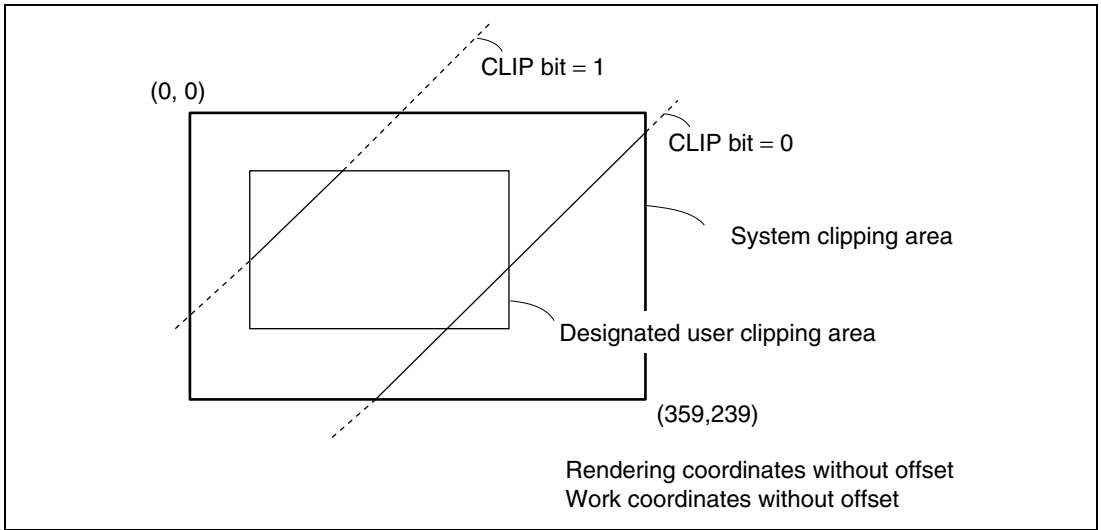 CLIP bit = 1
(0, 0)
CLIP bit = 0
System clipping area
Designated user clipping area
(359,239)
Rendering coordinates without offset
Work coordinates without offset